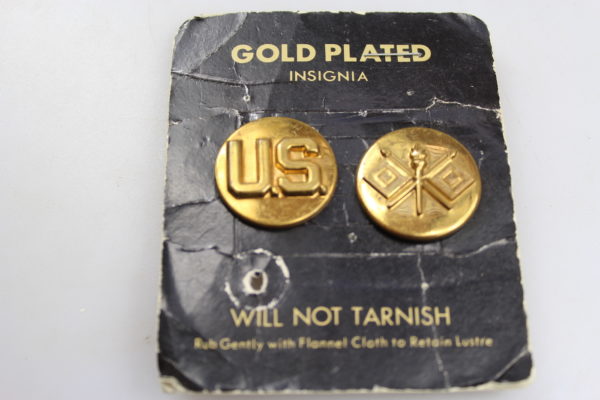 GOLD PLATED
INSIGNIA
U.S.
WILL NOT TARNISH
Rub Gently with Flannel Cloth to Retain Lustre